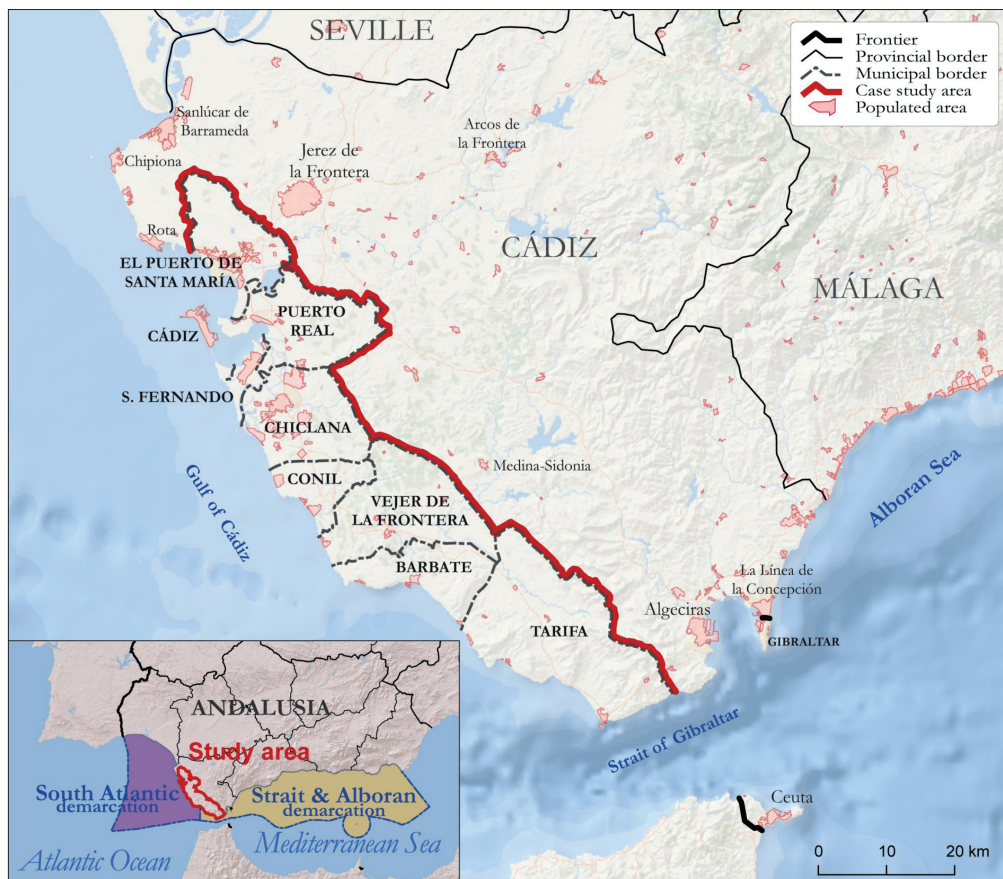 SEVILLE
Frontier
Provincial border
Municipal border
Case study area
Populated area
Sanlúcar de
Barrameda
Chipiona
Arcos de
la Frontera
Jerez de
la Frontera
Rota
CÁDIZ
EL PUERTO DE
SANTA MARÍA
MÁLAGA
PUERTO
REAL
CÁDIZ
S. FERNANDO
CHICLANA
Medina-Sidonia
CONIL
Gulf of Cádiz
VEJER DE
LA FRONTERA
Alboran Sea
BARBATE
La Línea de
la Concepción
Algeciras
TARIFA
GIBRALTAR
Strait of Gibraltar
Ceuta
0 10 20 km
ANDALUSIA
Study area
South Atlantic
demarcation
Strait & Alboran
demarcation
Mediterranean Sea
Atlantic Ocean